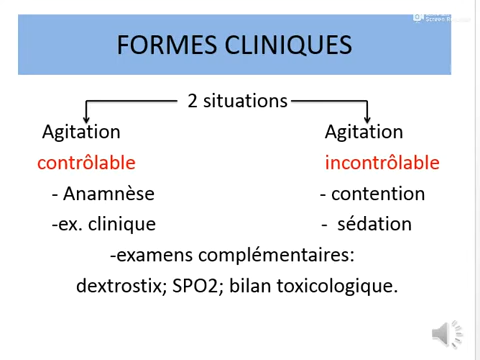 FORMES CLINIQUES
2 situations
Agitation Agitation
contrôlable incontrôlable
- Anamnèse - contention
-ex. clinique - sédation
-examens complémentaires:
dextrostix; SPO2; bilan toxicologique.